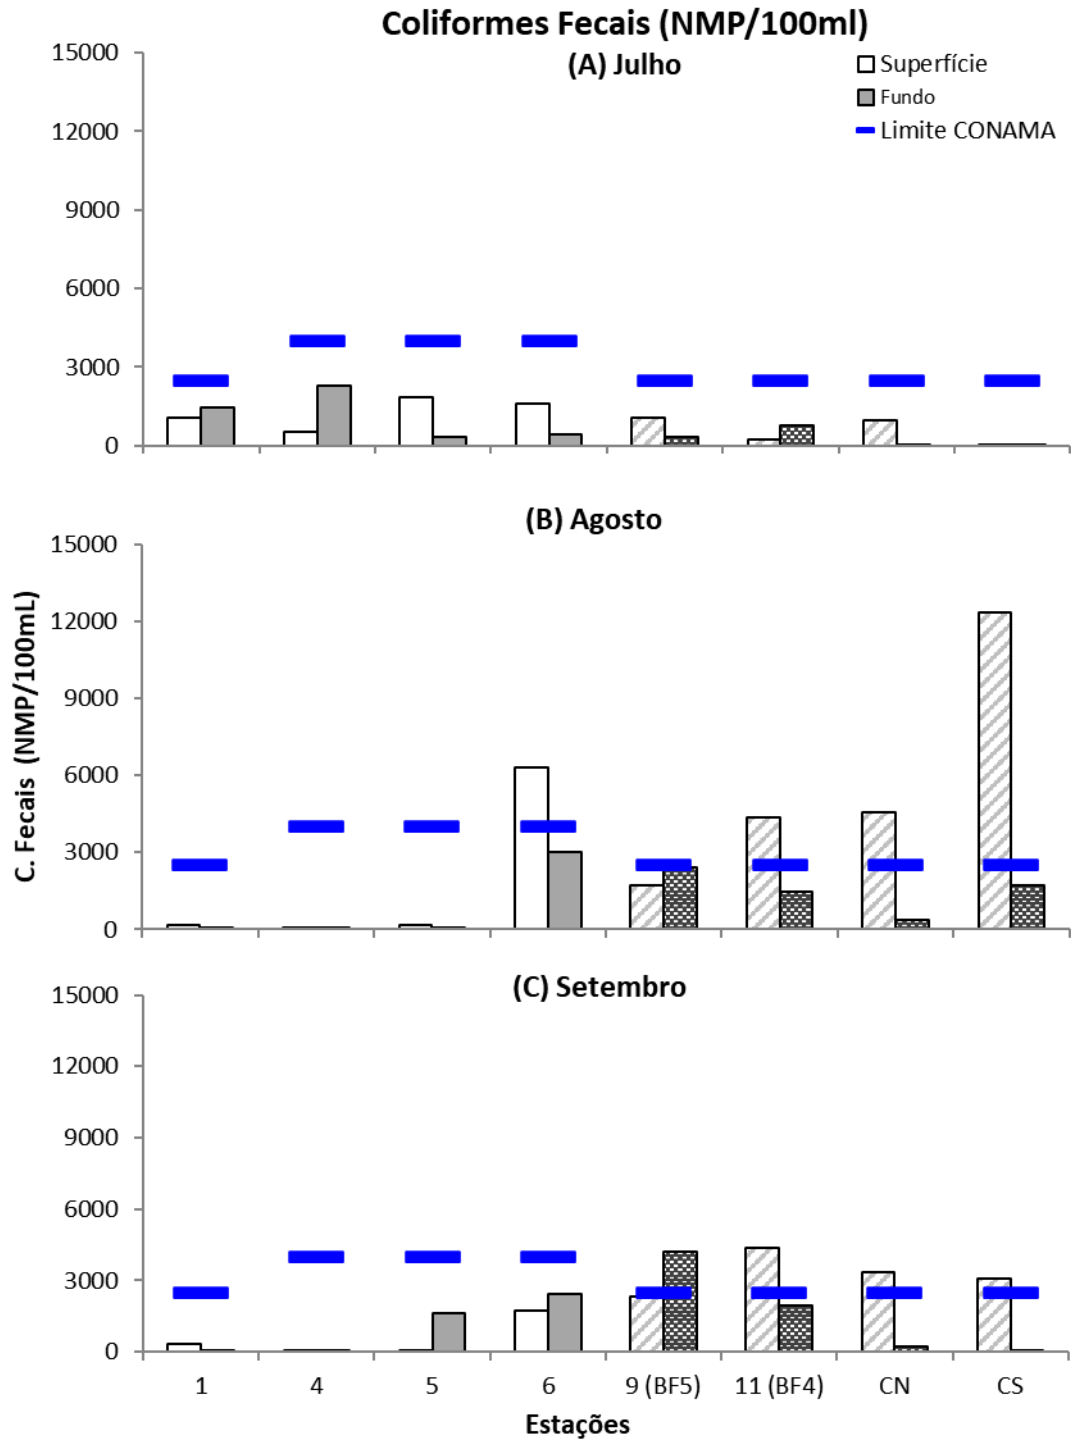 Coliformes Fecais (NMP/100ml)
(A) Julho
Superfície
Fundo
Limite CONAMA
15000
12000
9000
6000
3000
0
(B) Agosto
15000
12000
9000
6000
3000
0
C. Fecais (NMP/100mL)
(C) Setembro
15000
12000
9000
6000
3000
0
1 4 5 6 9 (BF5) 11 (BF4) CN CS
Estações